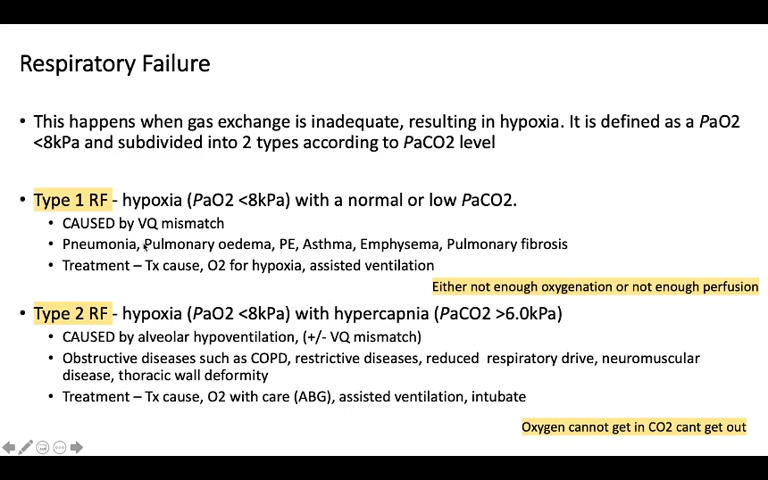 Respiratory Failure
• This happens when gas exchange is inadequate, resulting in hypoxia. It is defined as a PaO2
<8kPa and subdivided into 2 types according to PaCO2 level
• Type 1 RF - hypoxia (PaO2 <8kPa) with a normal or low PaCO2.
• CAUSED by VQ mismatch
• Pneumonia, Pulmonary oedema, PE, Asthma, Emphysema, Pulmonary fibrosis
• Treatment – Tx cause, O2 for hypoxia, assisted ventilation
Either not enough oxygenation or not enough perfusion
• Type 2 RF - hypoxia (PaO2 <8kPa) with hypercapnia (PaCO2 >6.0kPa)
• CAUSED by alveolar hypoventilation, (+/- VQ mismatch)
• Obstructive diseases such as COPD, restrictive diseases, reduced respiratory drive, neuromuscular
disease, thoracic wall deformity
• Treatment – Tx cause, O2 with care (ABG), assisted ventilation, intubate
Oxygen cannot get in CO2 cant get out